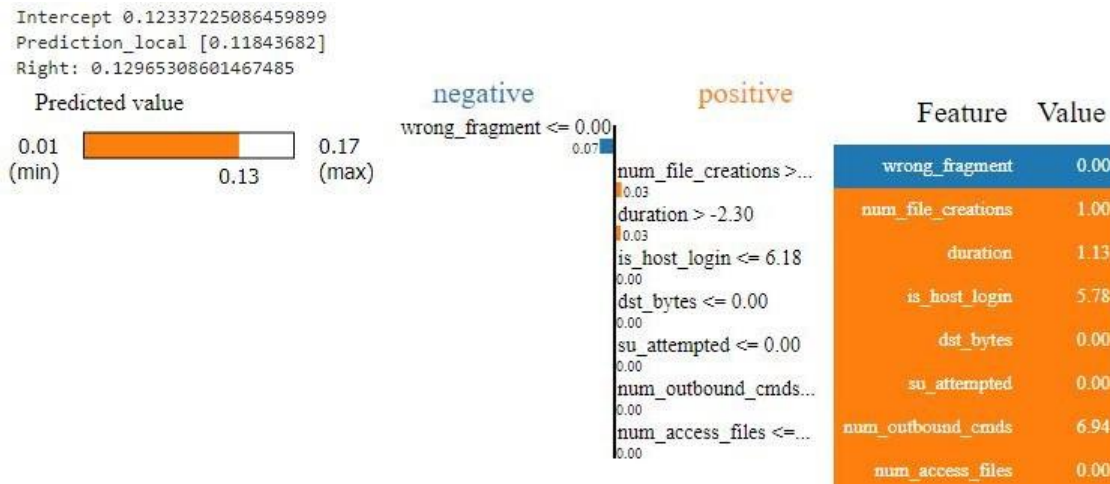 Intercept 0.12337225086459899
Prediction_local [0.11843682]
Right: 0.12965308601467485
Predicted value
0.01
(min)
0.13
0.17
(max)
negative
positive
wrong_fragment <= 0.00
0.07
num_file_creations >...
0.03
duration > -2.30
0.03
is_host_login <= 6.18
0.00
dst_bytes <= 0.00
0.00
su_attempted <= 0.00
0.00
num_outbound_cmds...
0.00
num_access_files <=...
0.00
Feature Value
wrong_fragment 0.00
num_file_creations 1.00
duration 1.13
is_host_login 5.78
dst_bytes 0.00
su_attempted 0.00
num_outbound_cmds 6.94
num_access_files 0.00